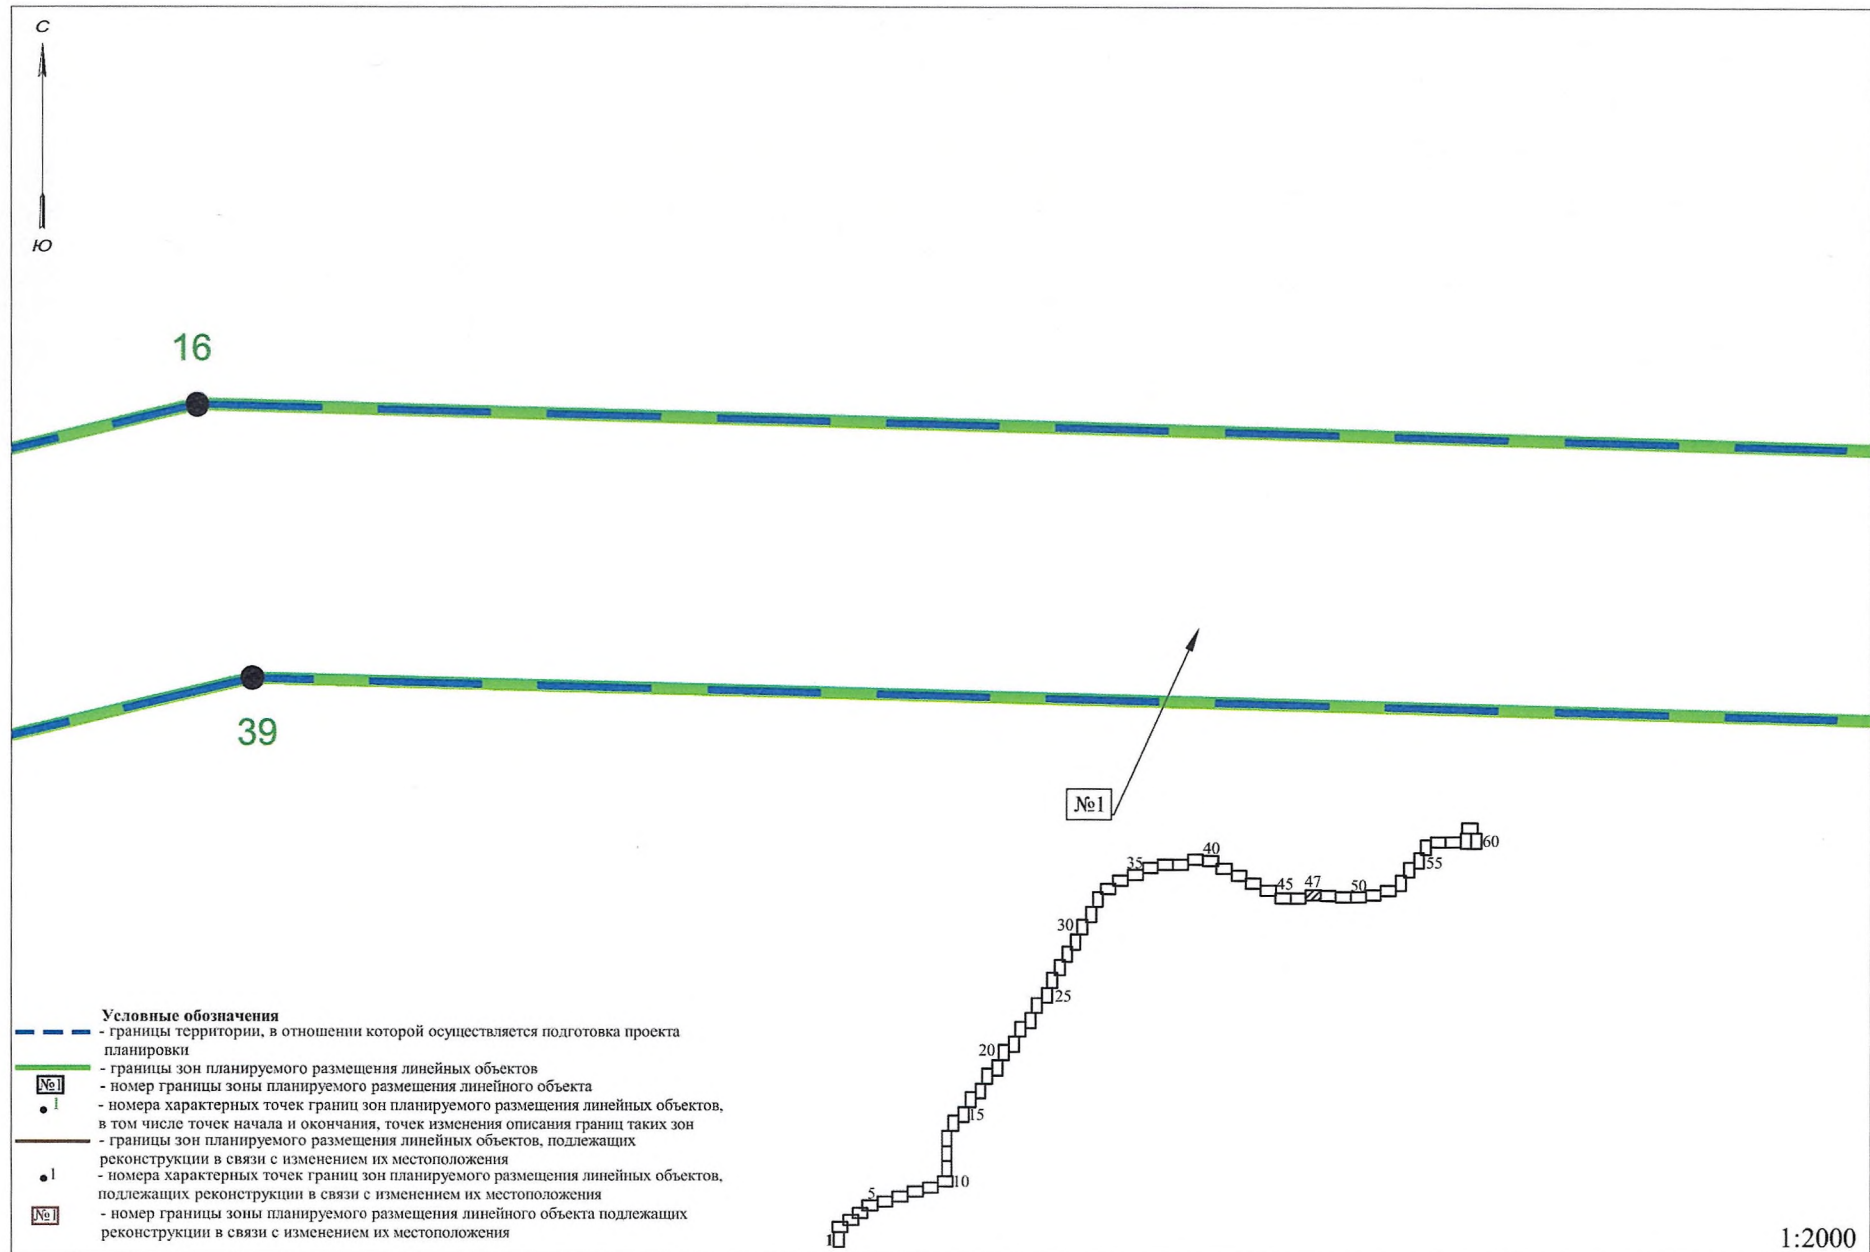 С
Ю
16
39
№1
35
40
60
55
45
47
50
30
25
20
15
10
5
1
Условные обозначения
- границы территории, в отношении которой осуществляется подготовка проекта
планировки
- границы зон планируемого размещения линейных объектов
№1
- номер границы зоны планируемого размещения линейного объекта
1
- номера характерных точек границ зон планируемого размещения линейных объектов,
в том числе точек начала и окончания, точек изменения описания границ таких зон
- границы зон планируемого размещения линейных объектов, подлежащих
реконструкции в связи с изменением их местоположения
1
- номера характерных точек границ зон планируемого размещения линейных объектов,
подлежащих реконструкции в связи с изменением их местоположения
№1
- номер границы зоны планируемого размещения линейного объекта подлежащих
реконструкции в связи с изменением их местоположения
1:2000